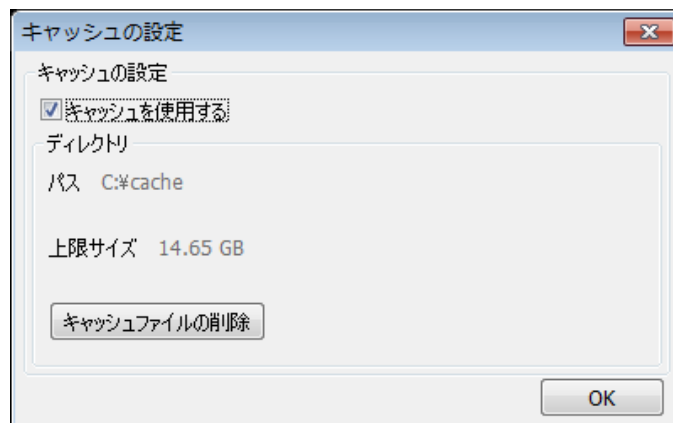 キャッシュの設定
キャッシュの設定
キャッシュを使用する
ディレクトリ
パス C:¥cache
上限サイズ 14.65 GB
キャッシュファイルの削除
OK